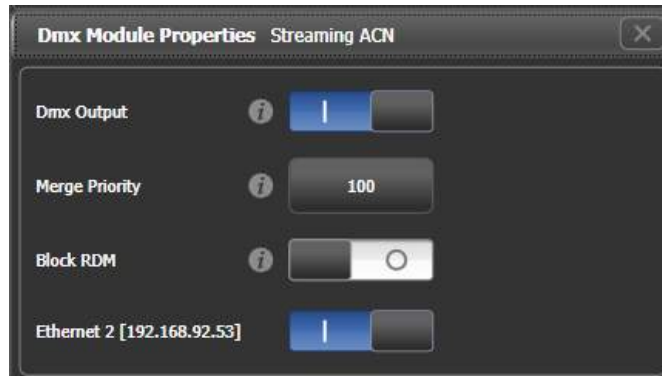 Dmx Module Properties Streaming ACN
Dmx Output
Merge Priority 100
Block RDM
Ethernet 2 [192.168.92.53]